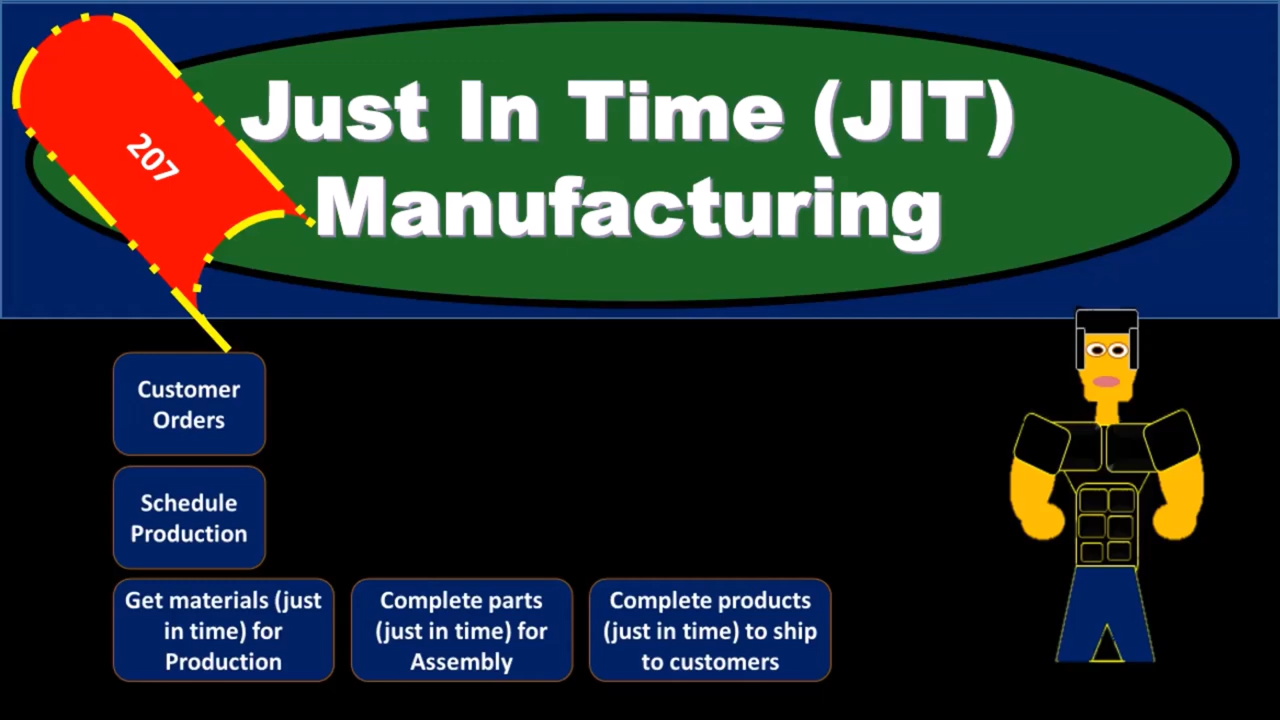 207
Just In Time (JIT)
Manufacturing
Customer
Orders
Schedule
Production
Get materials (just
in time) for
Production
Complete parts
(just in time) for
Assembly
Complete products
(just in time) to ship
to customers